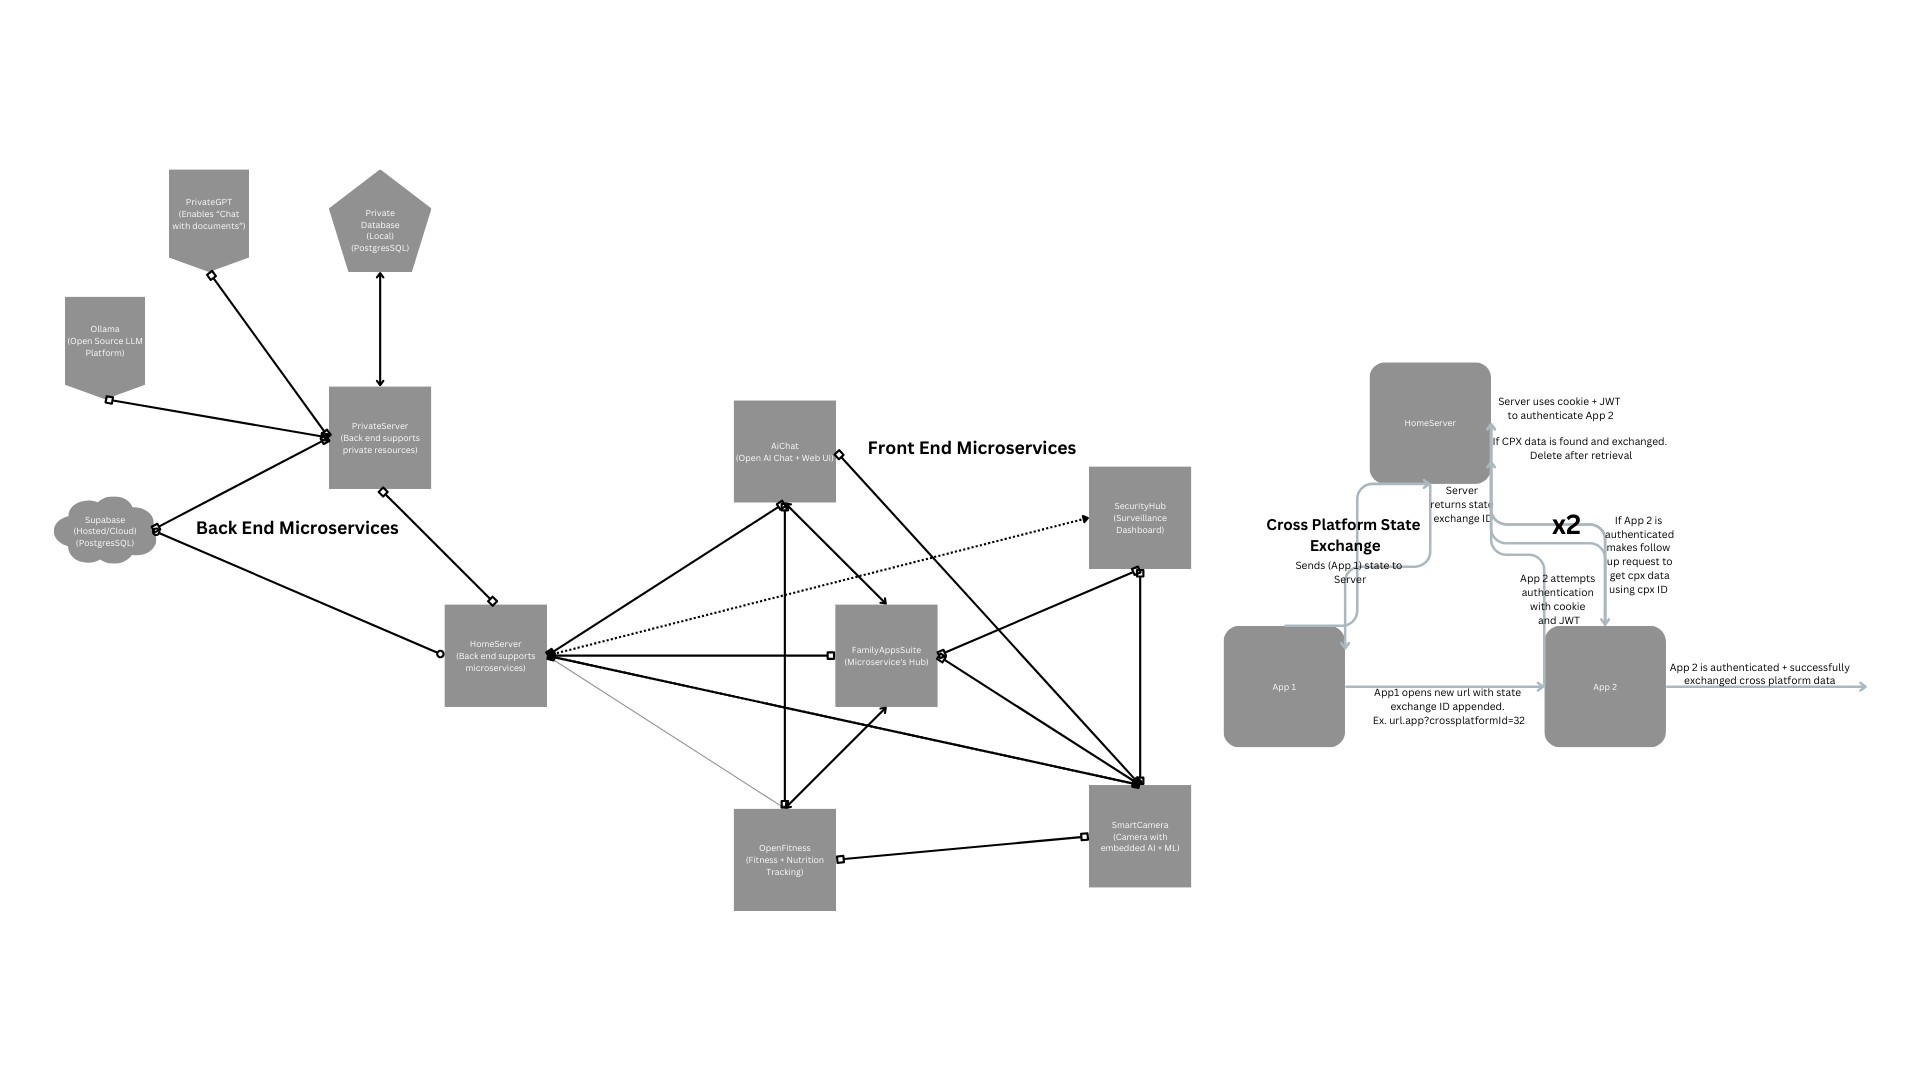 PrivateGPT
(Enables "Chat
with documents")
Private
Database
(Local)
(PostgresSQL)
Ollama
(Open Source LLM
Platform)
PrivateServer
(Back end supports
private resources)
Supabase
(Hosted/Cloud)
(PostgresSQL)
Back End Microservices
HomeServer
(Back end supports
microservices)
AiChat
(Open AI Chat + Web UI)
Front End Microservices
SecurityHub
(Surveillance
Dashboard)
FamilyAppsSuite
(Microservice's Hub)
OpenFitness
(Fitness + Nutrition
Tracking)
SmartCamera
(Camera with
embedded AI + ML)
HomeServer
Server uses cookie + JWT
to authenticate App 2
If CPX data is found and exchanged.
Delete after retrieval
Server
returns state
exchange ID
Cross Platform State
Exchange
Sends (App 1) state to
Server
x2
If App 2 is
authenticated
makes follow
up request to
get cpx data
using cpx ID
App 2 attempts
authentication
with cookie
and JWT
App 1
App1 opens new url with state
exchange ID appended.
Ex. url.app?crossplatformId=32
App 2
App 2 is authenticated + successfully
exchanged cross platform data